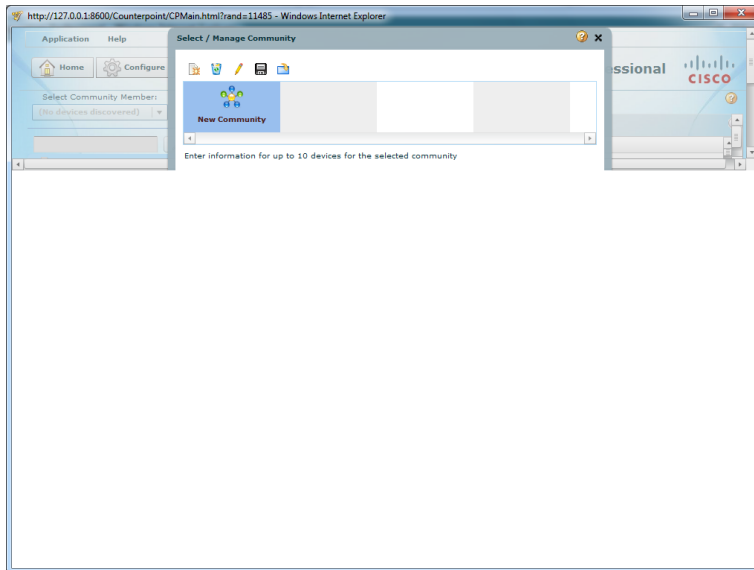 http://127.0.0.1:8600/Counterpoint/CPMain.html?rand=11485 - Windows Internet Explorer
Application Help
Select / Manage Community
Home Configure
ssional
CISCO
Select Community Member:
(No devices discovered)
New Community
Enter information for up to 10 devices for the selected community